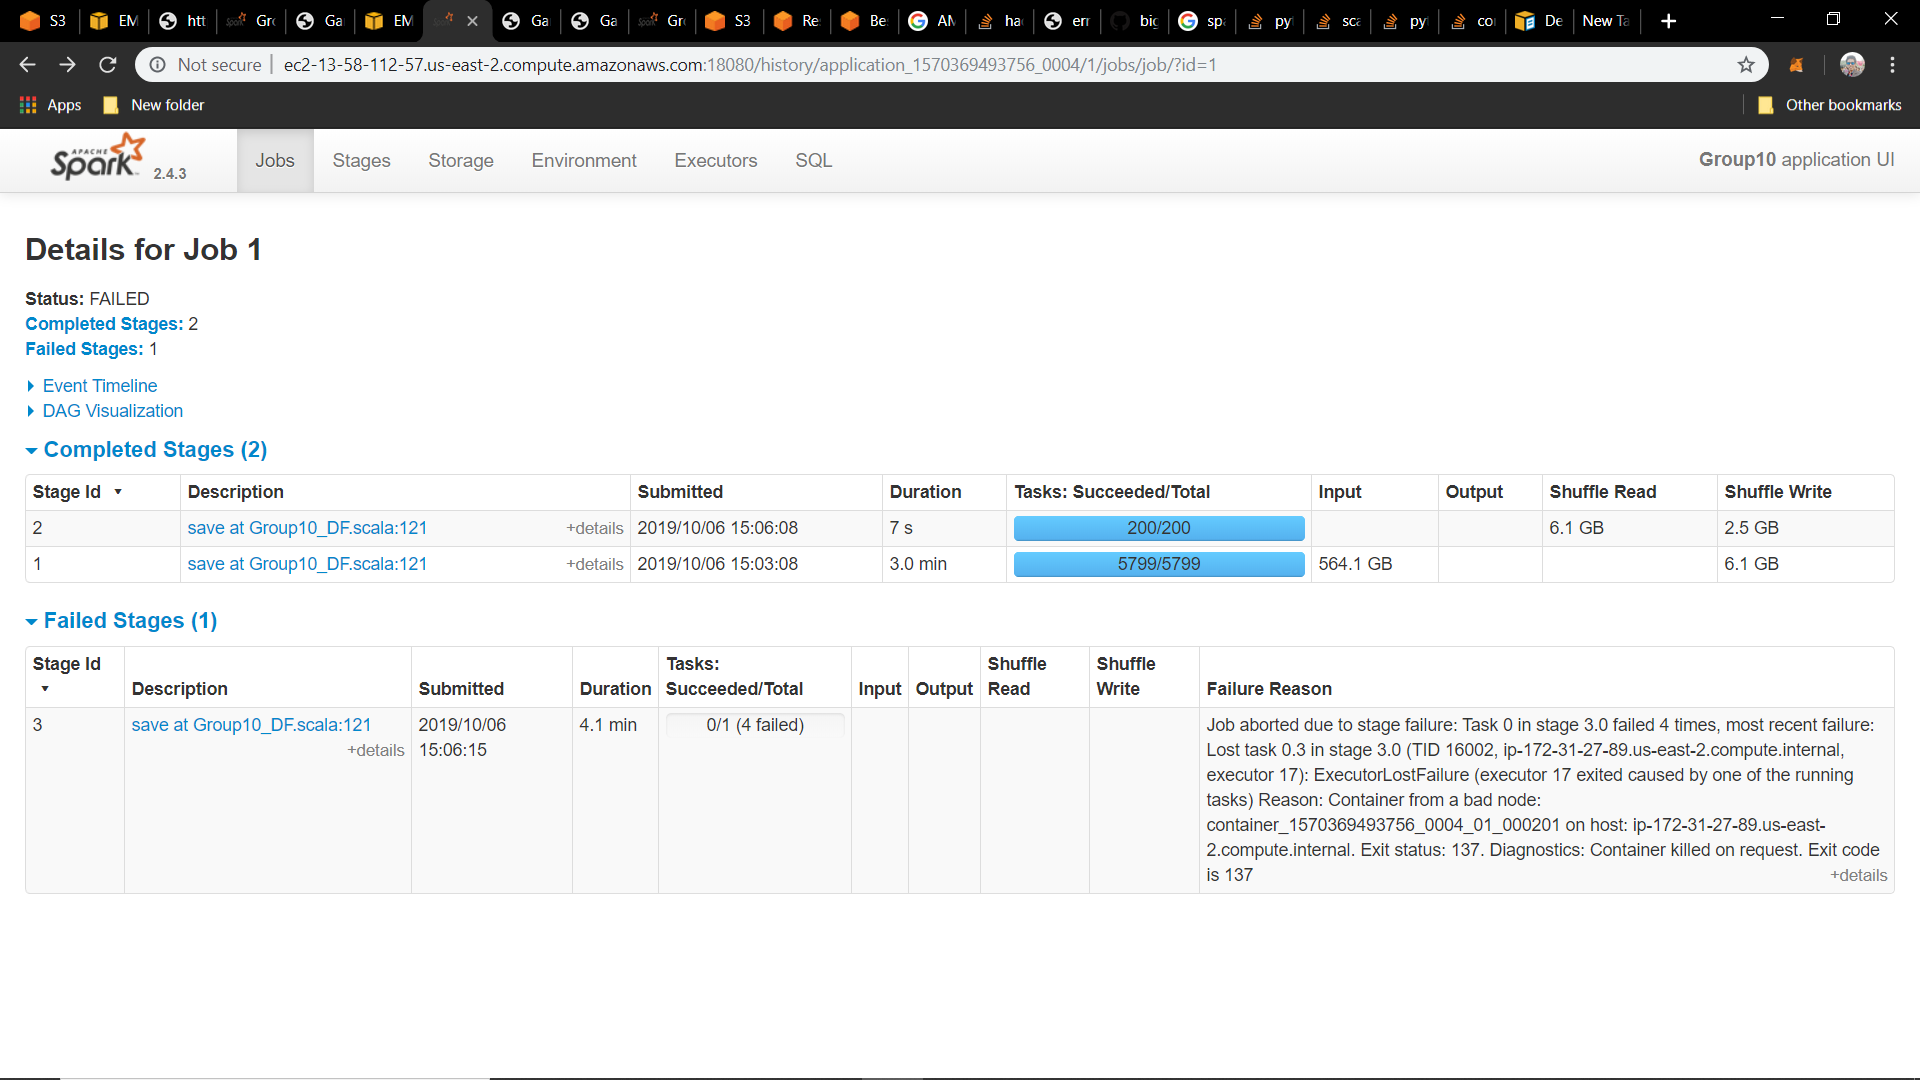 S3 EM htt Gro Ga EM Ga Ga Gro S3 Re Be AM ha err big spa pyt sca pyt co De New Ta
Not secure ec2-13-58-112-57.us-east-2.compute.amazonaws.com:18080/history/application_1570369493756_0004/1/jobs/job/?id=1
Apps New folder Other bookmarks
APACHE Spark 2.4.3 Jobs Stages Storage Environment Executors SQL Group10 application UI
Details for Job 1
Status: FAILED
Completed Stages: 2
Failed Stages: 1
Event Timeline
DAG Visualization
Completed Stages (2)
Stage Id Description Submitted Duration Tasks: Succeeded/Total Input Output Shuffle Read Shuffle Write
2 save at Group10_DF.scala:121 +details 2019/10/06 15:06:08 7 s 200/200 6.1 GB 2.5 GB
1 save at Group10_DF.scala:121 +details 2019/10/06 15:03:08 3.0 min 5799/5799 564.1 GB 6.1 GB
Failed Stages (1)
Stage Id Description Submitted Duration Tasks: Succeeded/Total Input Output Shuffle Read Shuffle Write Failure Reason
3 save at Group10_DF.scala:121 +details 2019/10/06 15:06:15 4.1 min 0/1 (4 failed)
Job aborted due to stage failure: Task 0 in stage 3.0 failed 4 times, most recent failure:
Lost task 0.3 in stage 3.0 (TID 16002, ip-172-31-27-89.us-east-2.compute.internal,
executor 17): ExecutorLostFailure (executor 17 exited caused by one of the running
tasks) Reason: Container from a bad node:
container_1570369493756_0004_01_000201 on host: ip-172-31-27-89.us-east-
2.compute.internal. Exit status: 137. Diagnostics: Container killed on request. Exit code
is 137 +details